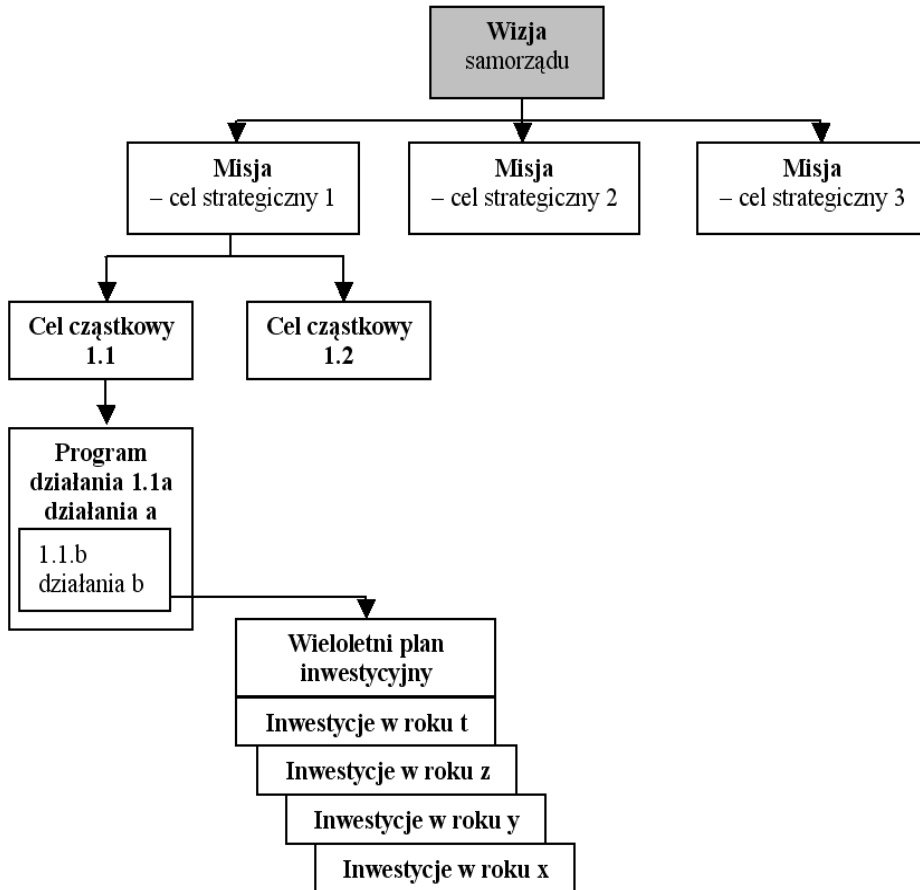 Wizja
samorządu
Misja
– cel strategiczny 1
Misja
– cel strategiczny 2
Misja
– cel strategiczny 3
Cel cząstkowy
1.1
Cel cząstkowy
1.2
Program
działania 1.1a
działania a
1.1.b
działania b
Wieloletni plan
inwestycyjny
Inwestycje w roku t
Inwestycje w roku z
Inwestycje w roku y
Inwestycje w roku x